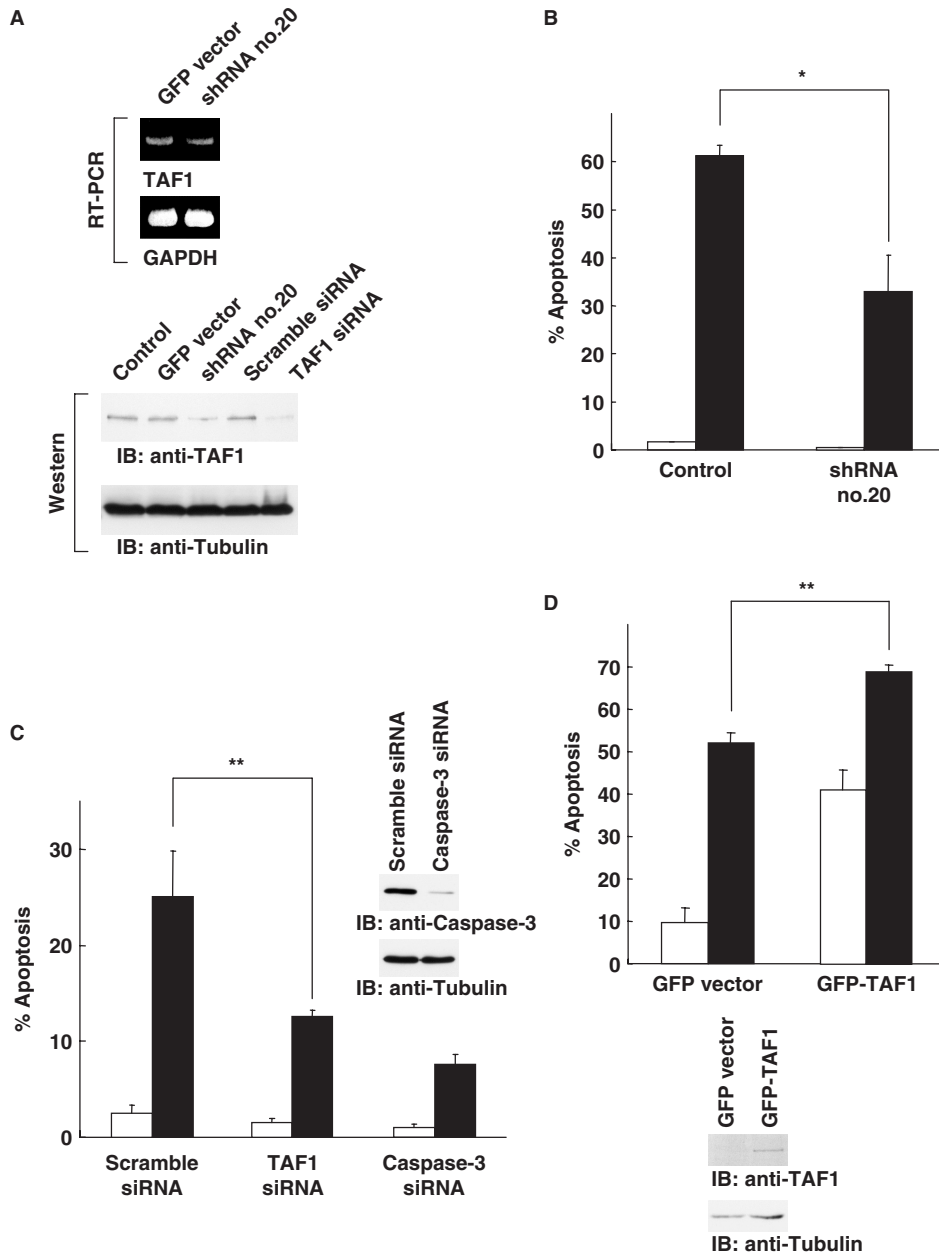 A
GFP vector
shRNA no.20
RT-PCR
TAF1
GAPDH
Control
GFP vector
shRNA no.20
Scramble siRNA
TAF1 siRNA
Western
IB: anti-TAF1
IB: anti-Tubulin
B
*
% Apoptosis
60
50
40
30
20
10
0
Control
shRNA
no.20
C
**
% Apoptosis
30
20
10
0
Scramble
siRNA
TAF1
siRNA
Caspase-3
siRNA
Scramble siRNA
Caspase-3 siRNA
IB: anti-Caspase-3
IB: anti-Tubulin
D
**
% Apoptosis
70
60
50
40
30
20
10
0
GFP vector
GFP-TAF1
GFP vector
GFP-TAF1
IB: anti-TAF1
IB: anti-Tubulin